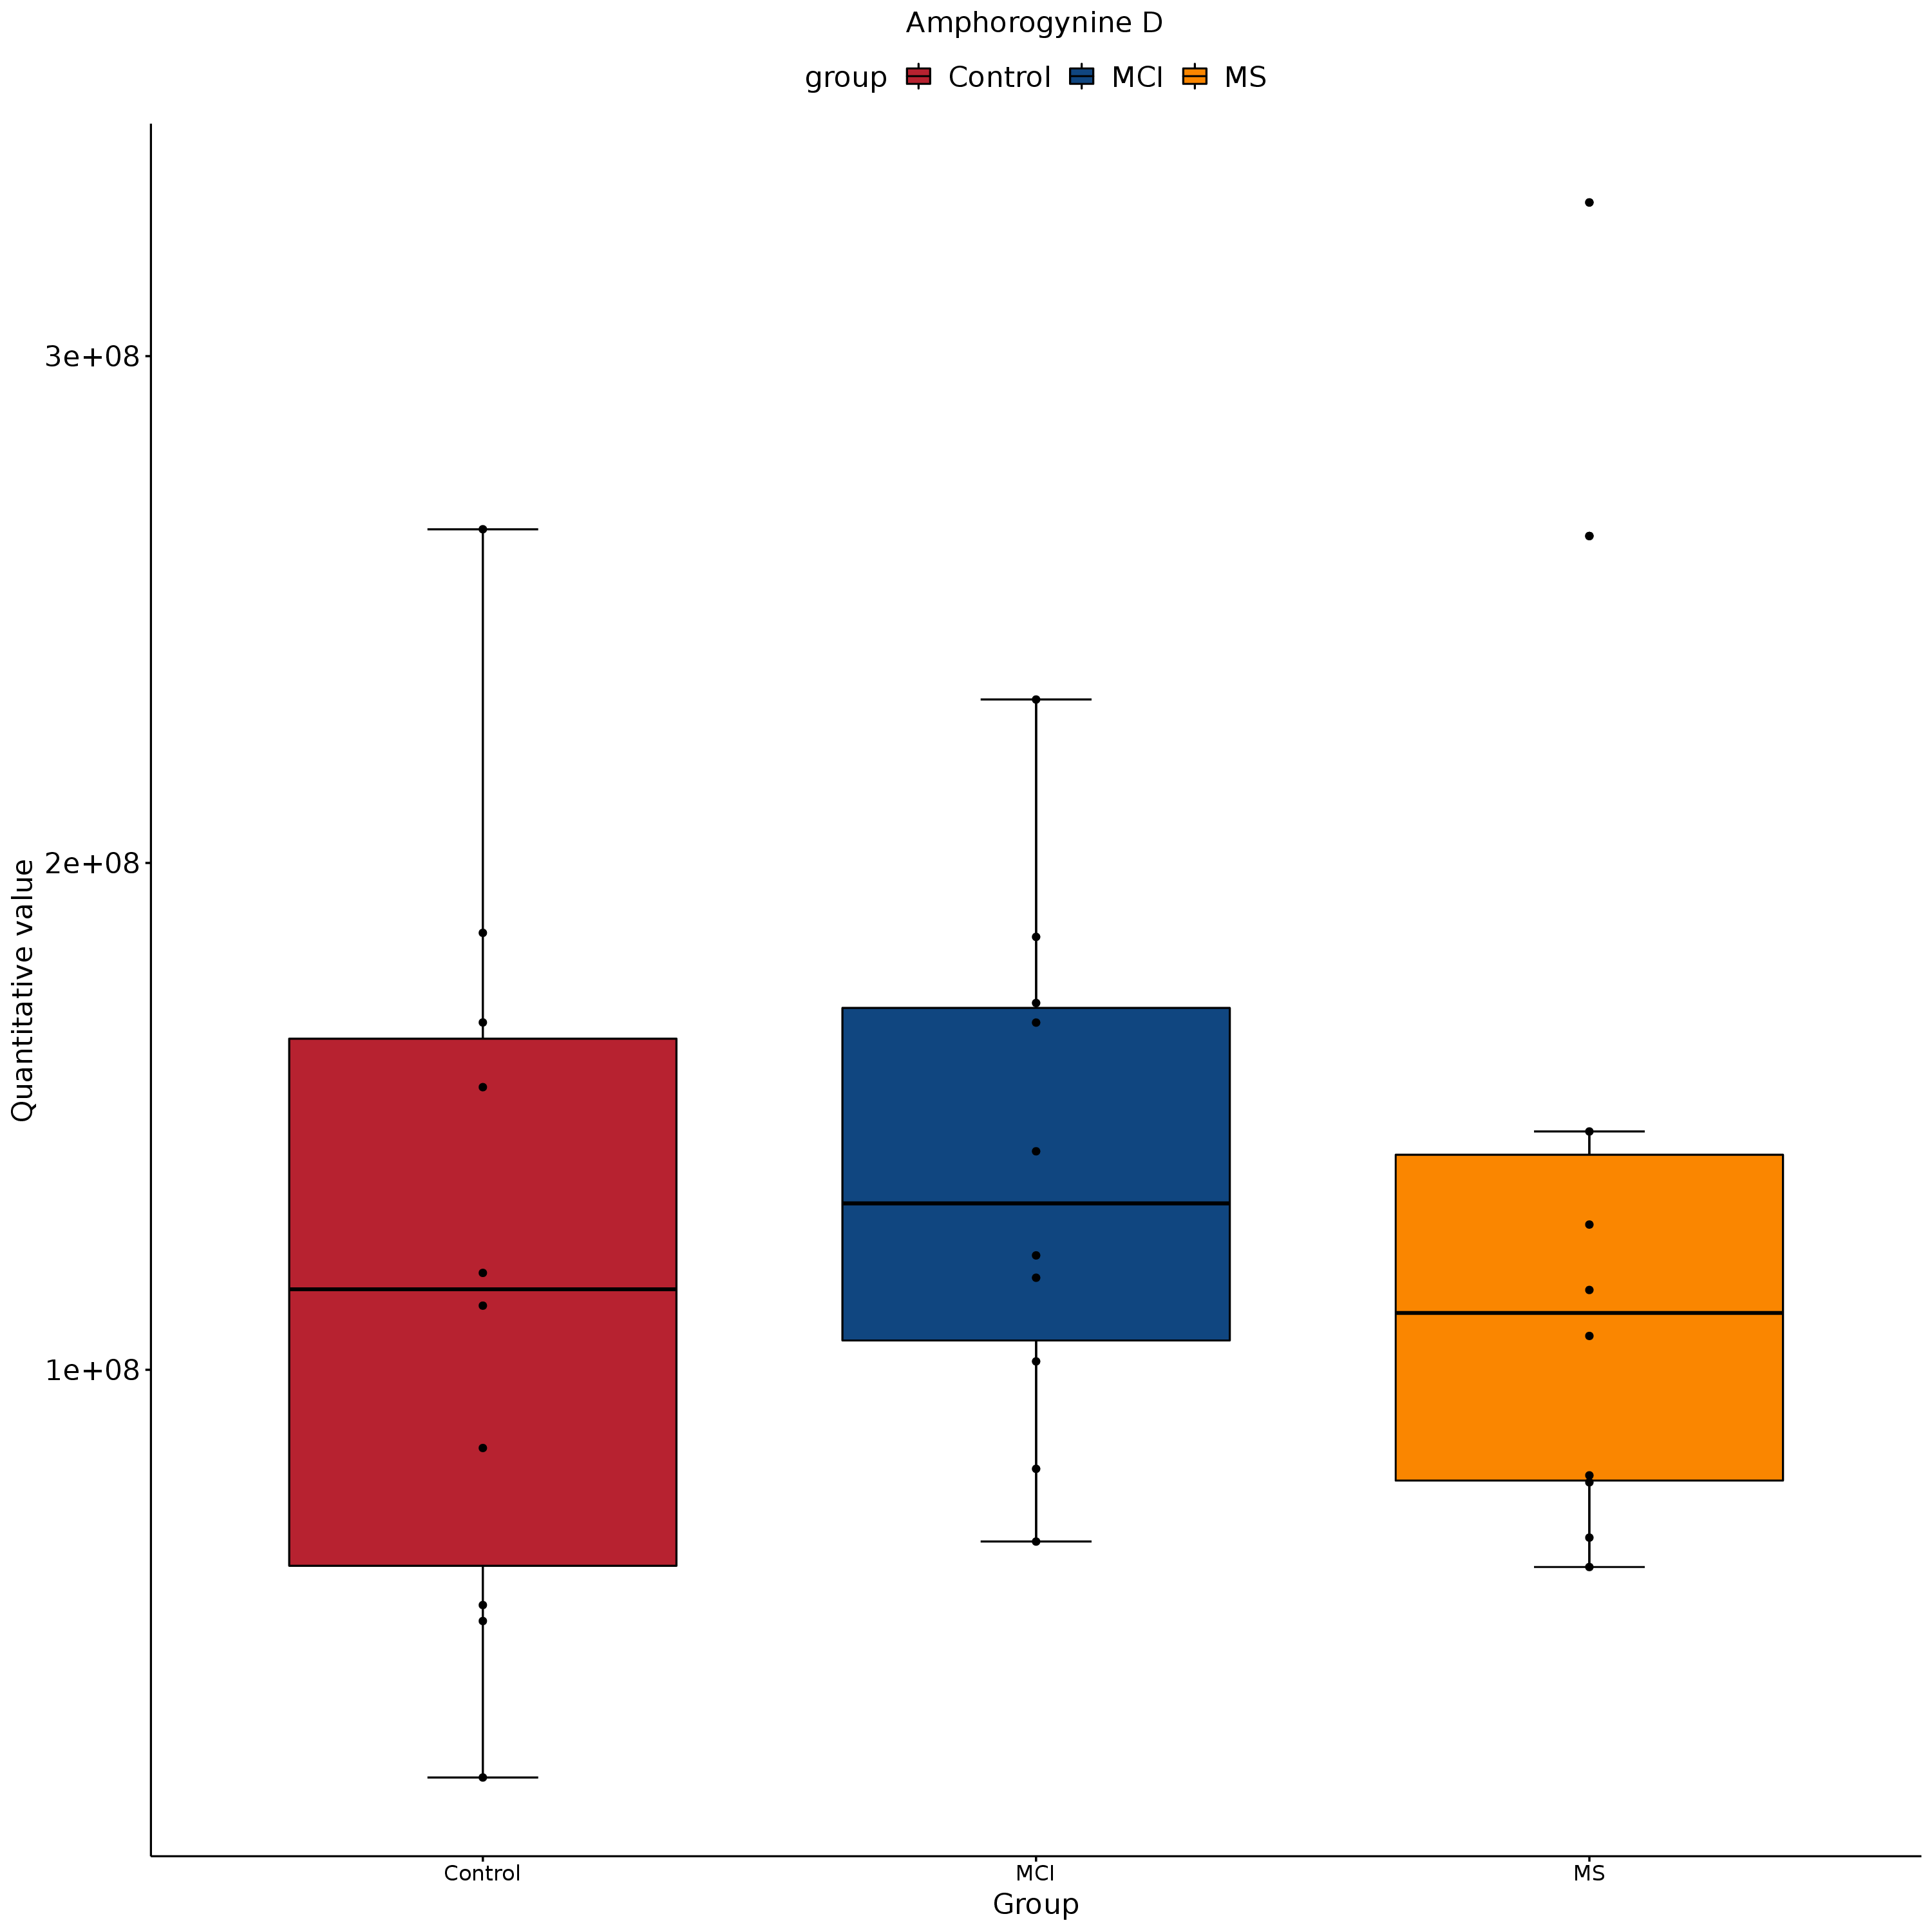 Amphorogynine D
group Control MCI MS
3e+08
2e+08
1e+08
Quantitative value
Control MCI MS
Group